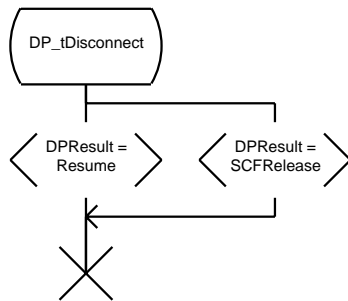 DP_tDisconnect
DPResult =
Resume
DPResult =
SCFRelease